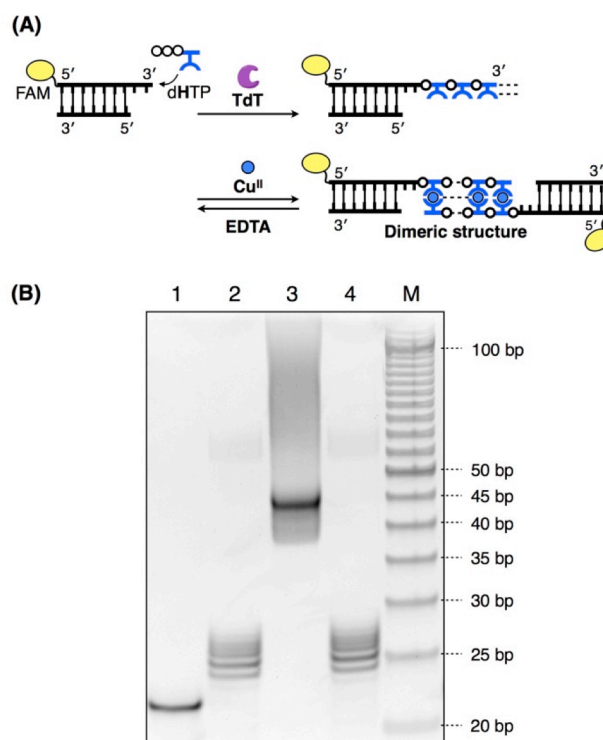 (A)
5′ 3′ dHTP
FAM
3′ 5′
TdT
5′ 3′
3′ 5′
CuII
EDTA
5′ 3′
3′ 5′
Dimeric structure
(B)
1 2 3 4 M
100 bp
50 bp
45 bp
40 bp
35 bp
30 bp
25 bp
20 bp